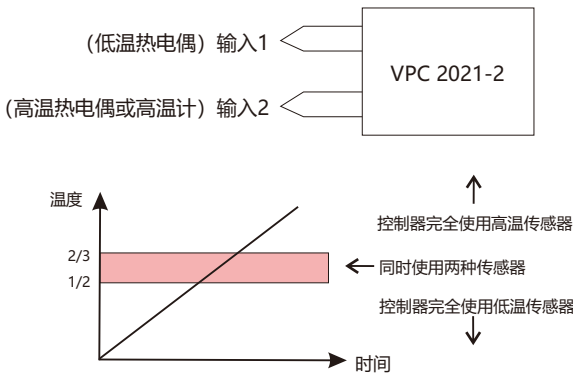 (低温热电偶) 输入1
VPC 2021-2
(高温热电偶或高温计) 输入2
温度
控制器完全使用高温传感器
2/3
同时使用两种传感器
1/2
控制器完全使用低温传感器
时间